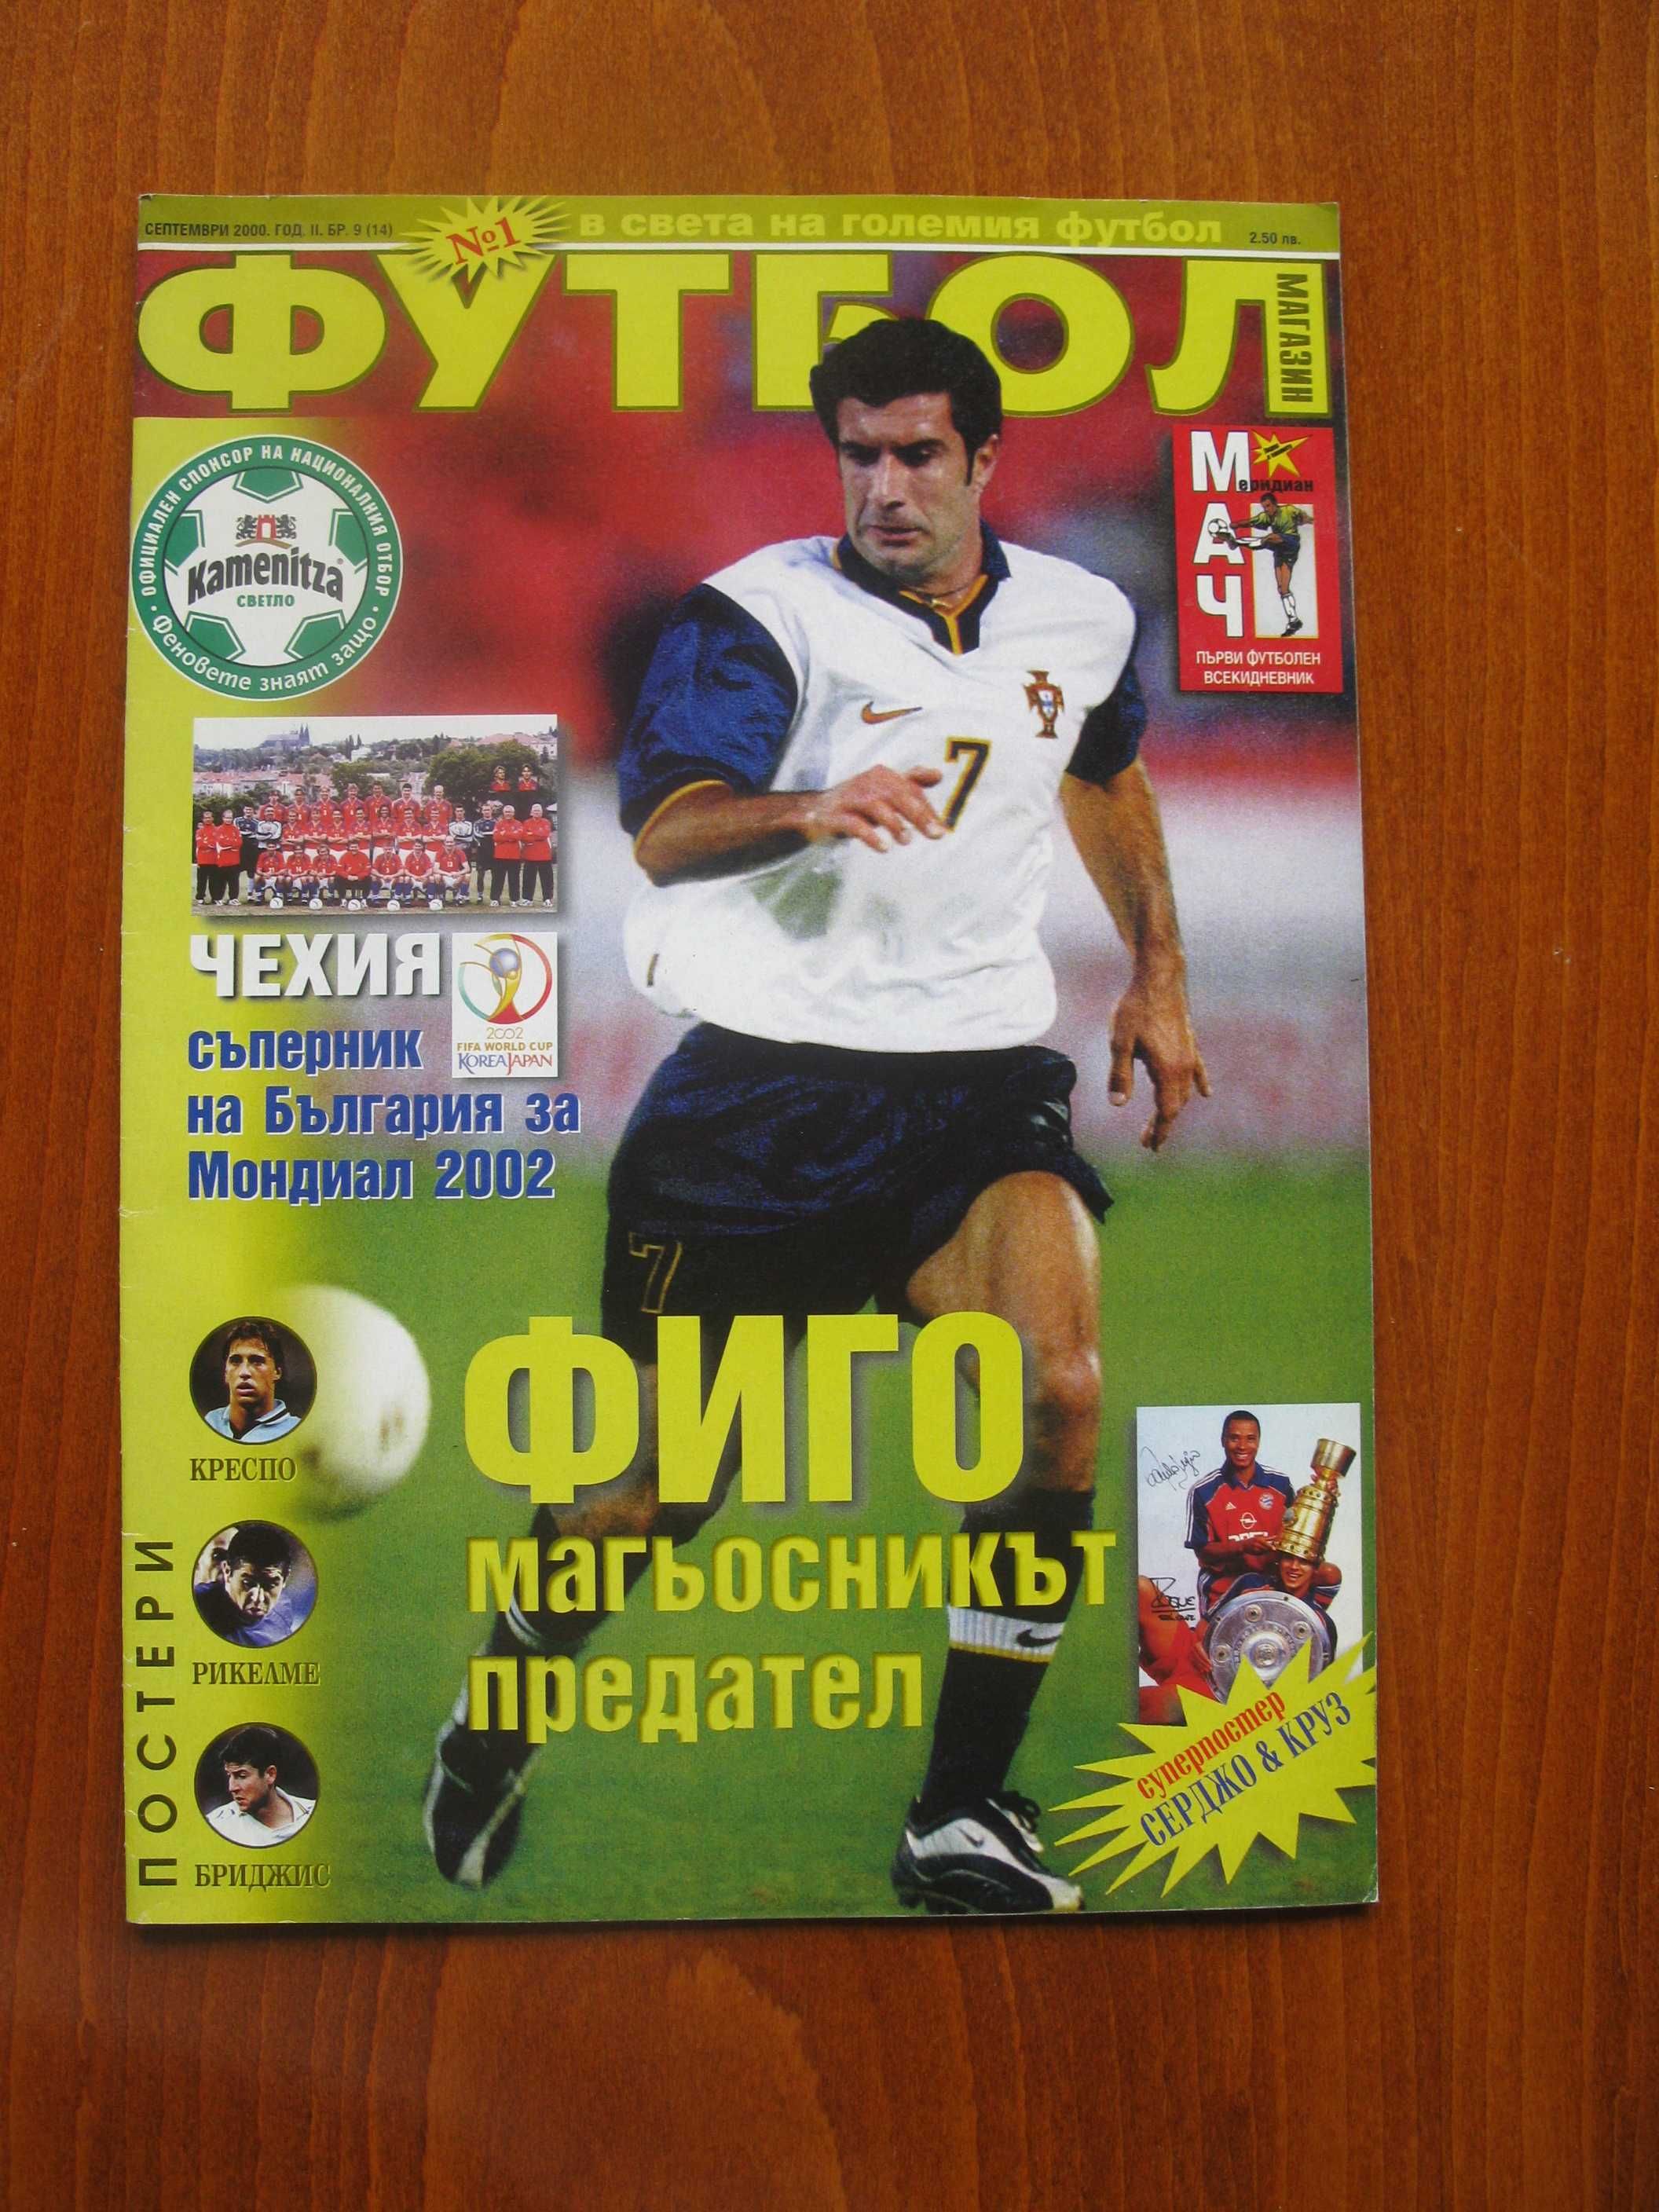 СЕПТЕМВРИ 2000. ГОД. II. БР. 9 (14)
№1
в света на големия футбол
2.50 лв.
ФУТБОЛ
МАГАЗИН
ОФИЦИАЛЕН СПОНСОР НА НАЦИОНАЛНИЯ ОТБОР
Kamenitza
СВЕТЛО
Феновете знаят защо
Меридиан
МАЧ
ПЪРВИ ФУТБОЛЕН
ВСЕКИДНЕВНИК
7
ЧЕХИЯ
2002
FIFA WORLD CUP
KOREAJAPAN
съперник
на България за
Мондиал 2002
7
ПОСТЕРИ
КРЕСПО
РИКЕЛМЕ
БРИДЖИС
ФИГО
магьосникът
предател
суперпостер
СЕРДЖО & КРУЗ